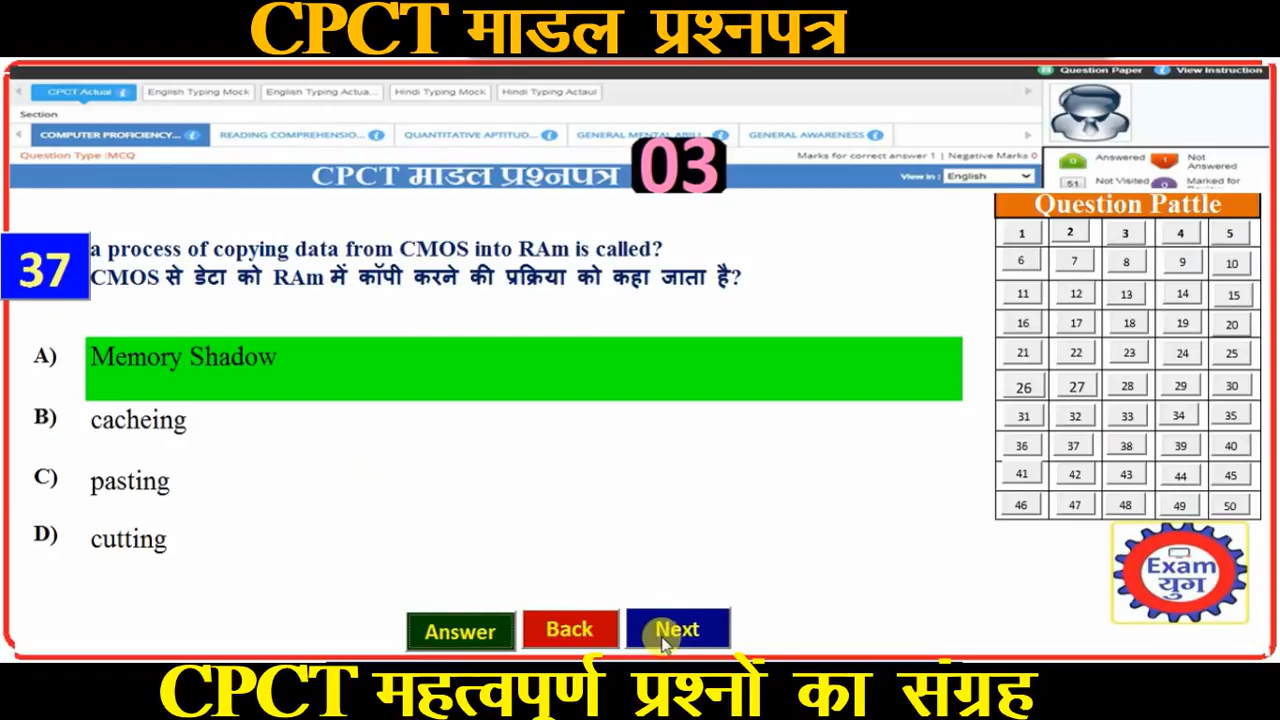 CPCT माडल प्रश्नपत्र
Question Paper View Instruction
CPCT Actual English Typing Mock English Typing Actua... Hindi Typing Mock Hindi Typing Actaul
Section
COMPUTER PROFICIENCY... READING COMPREHENSIO... QUANTITATIVE APTITUD... GENERAL MENTAL ABILI... GENERAL AWARENESS
Question Type :MCQ Marks for correct answer 1 | Negative Marks 0
CPCT माडल प्रश्नपत्र 03 View in : English
0 Answered 1 Not Answered
51 Not Visited 0 Marked for
Question Pattle
1 2 3 4 5
6 7 8 9 10
11 12 13 14 15
16 17 18 19 20
21 22 23 24 25
26 27 28 29 30
31 32 33 34 35
36 37 38 39 40
41 42 43 44 45
46 47 48 49 50
37
a process of copying data from CMOS into RAm is called?
CMOS से डेटा को RAm में कॉपी करने की प्रक्रिया को कहा जाता है?
A) Memory Shadow
B) cacheing
C) pasting
D) cutting
Exam
युग
Answer Back Next
CPCT महत्वपूर्ण प्रश्नों का संग्रह